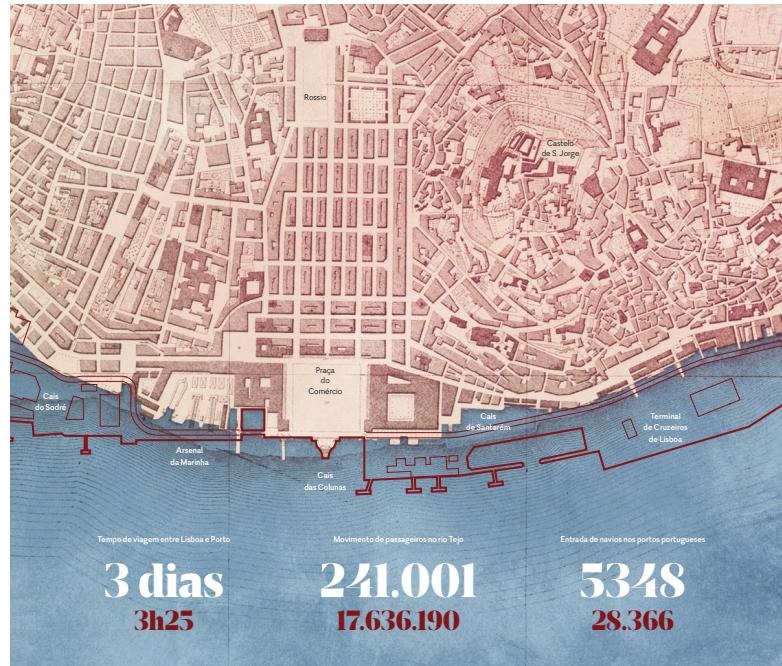 Rossio
Castelo
de S. Jorge
Praça
do
Comércio
Cais
do Sodré
Cais
de Santarém
Terminal
de Cruzeiros
de Lisboa
Arsenal
da Marinha
Cais
das Colunas
Tempo de viagem entre Lisboa e Porto
3 dias
3h25
Movimento de passageiros no rio Tejo
241.001
17.636.190
Entrada de navios nos portos portugueses
5348
28.366